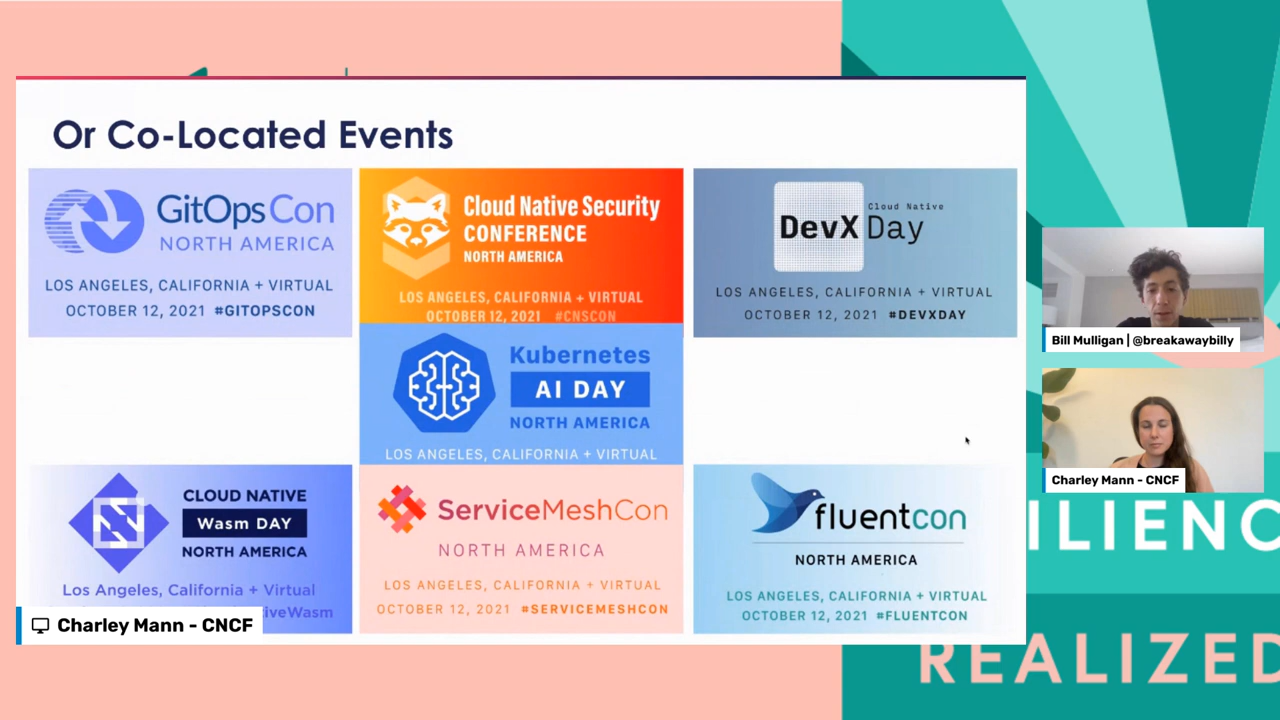 Or Co-Located Events
GitOps Con
NORTH AMERICA
LOS ANGELES, CALIFORNIA + VIRTUAL
OCTOBER 12, 2021 #GITOPSCON
Cloud Native Security
CONFERENCE
NORTH AMERICA
LOS ANGELES, CALIFORNIA + VIRTUAL
OCTOBER 12, 2021 #CNSCON
Cloud Native
DevX Day
LOS ANGELES, CALIFORNIA + VIRTUAL
OCTOBER 12, 2021 #DEVXDAY
Kubernetes
AI DAY
NORTH AMERICA
LOS ANGELES, CALIFORNIA + VIRTUAL
CLOUD NATIVE
Wasm DAY
NORTH AMERICA
Los Angeles, California + Virtual
iveWasm
ServiceMeshCon
NORTH AMERICA
LOS ANGELES, CALIFORNIA + VIRTUAL
OCTOBER 12, 2021 #SERVICEMESHCON
fluentcon
NORTH AMERICA
LOS ANGELES, CALIFORNIA + VIRTUAL
OCTOBER 12, 2021 #FLUENTCON
Charley Mann - CNCF
Bill Mulligan | @breakawaybilly
Charley Mann - CNCF
ILIENC
REALIZED